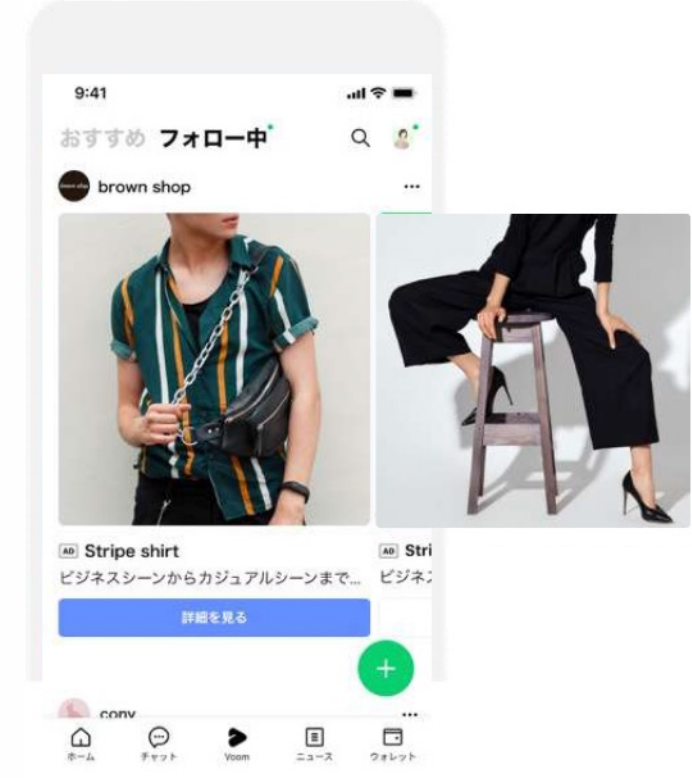 9:41
おすすめ フォロー中
brown shop
AD Stripe shirt
AD Stri
ビジネスシーンからカジュアルシーンまで...
ビジネス
詳細を見る
cony
ホーム チャット Voom ニュース ウォレット